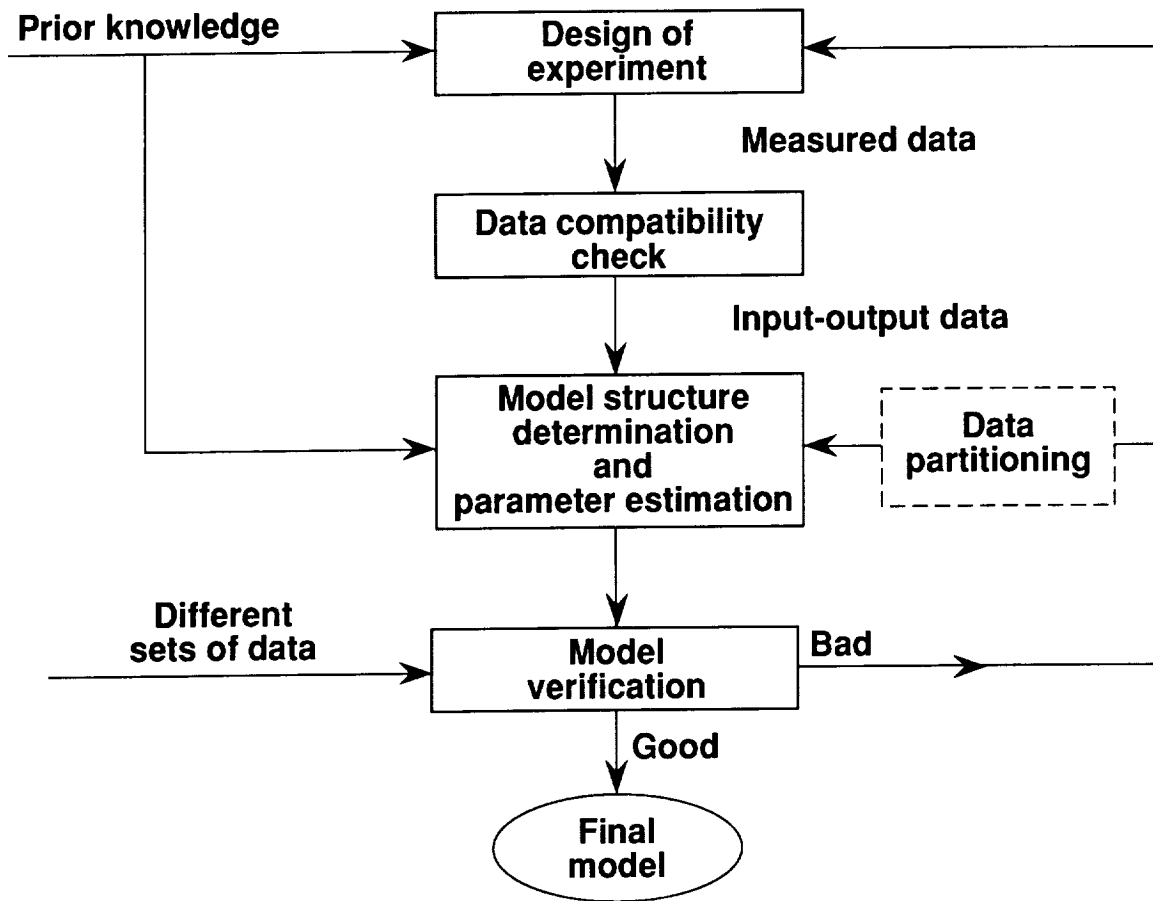 Prior knowledge
Design of
experiment
Measured data
Data compatibility
check
Input-output data
Model structure
determination
and
parameter estimation
Data
partitioning
Different
sets of data
Model
verification
Bad
Good
Final
model